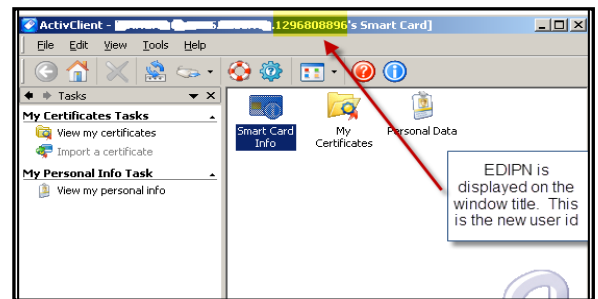 ActivClient - .1296808896's Smart Card]
File Edit View Tools Help
Tasks
My Certificates Tasks
View my certificates
Import a certificate
My Personal Info Task
View my personal info
Smart Card
Info
My
Certificates
Personal Data
EDIPN is
displayed on the
window title. This
is the new user id